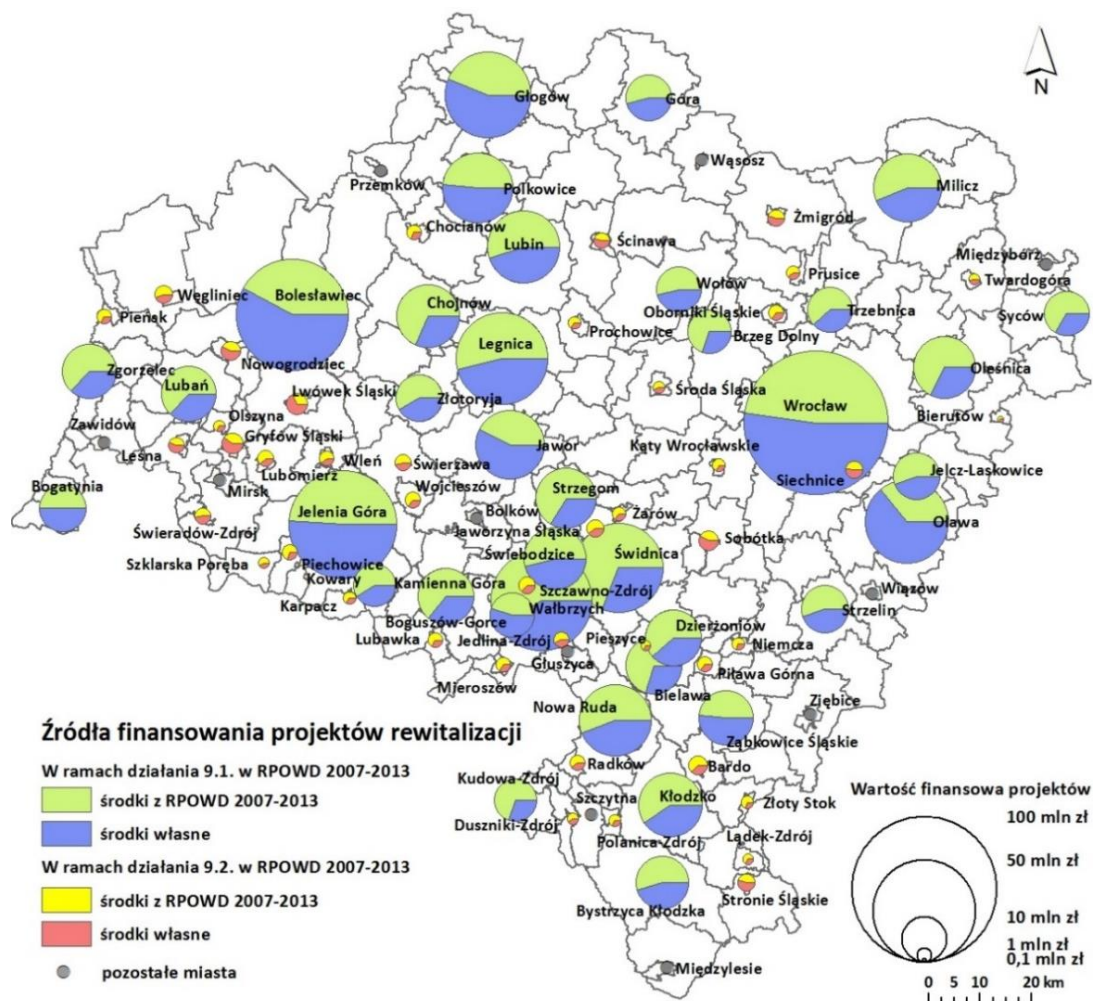 Głogów
Góra
N
Wąsosz
Przemków
Polkowice
Milicz
Żmigród
Chocianów
Lubin
Ścinawa
Międzybórz
Prusice
Twardogóra
Węgliniec
Bolesławiec
Wołów
Pieńsk
Chojnów
Oborniki Śląskie
Trzebnica
Syców
Prochowice
Brzeg Dolny
Nowogrodziec
Legnica
Zgorzelec
Oleśnica
Lubań
Lwówek Śląski
Środa Śląska
Złotoryja
Wrocław
Olszyna
Bierutów
Zawidów
Gryfów Śląski
Jawor
Kąty Wrocławskie
Leśna
Lubomierz
Wleń
Świerzawa
Jelcz-Laskowice
Mirsk
Siechnice
Bogatynia
Wojcieszów
Strzegom
Jelenia Góra
Bolków
Żarów
Oława
Świeradów-Zdrój
Jaworzyna Śląska
Sobótka
Świebodzice
Świdnica
Szklarska Poręba
Piechowice
Kowary
Kamienna Góra
Szczawno-Zdrój
Wiązów
Karpacz
Wałbrzych
Strzelin
Boguszów-Gorce
Dzierżoniów
Lubawka
Jedlina-Zdrój
Pieszyce
Niemcza
Głuszyca
Piława Górna
Mieroszów
Bielawa
Ziębice
Nowa Ruda
Ząbkowice Śląskie
Radków
Bardo
Kudowa-Zdrój
Szczytna
Kłodzko
Złoty Stok
Duszniki-Zdrój
Polanica-Zdrój
Lądek-Zdrój
Stronie Śląskie
Bystrzyca Kłodzka
Międzylesie
Źródła finansowania projektów rewitalizacji
W ramach działania 9.1. w RPOWD 2007-2013
środki z RPOWD 2007-2013
środki własne
W ramach działania 9.2. w RPOWD 2007-2013
środki z RPOWD 2007-2013
środki własne
pozostałe miasta
Wartość finansowa projektów
100 mln zł
50 mln zł
10 mln zł
1 mln zł
0,1 mln zł
0 10 20 km